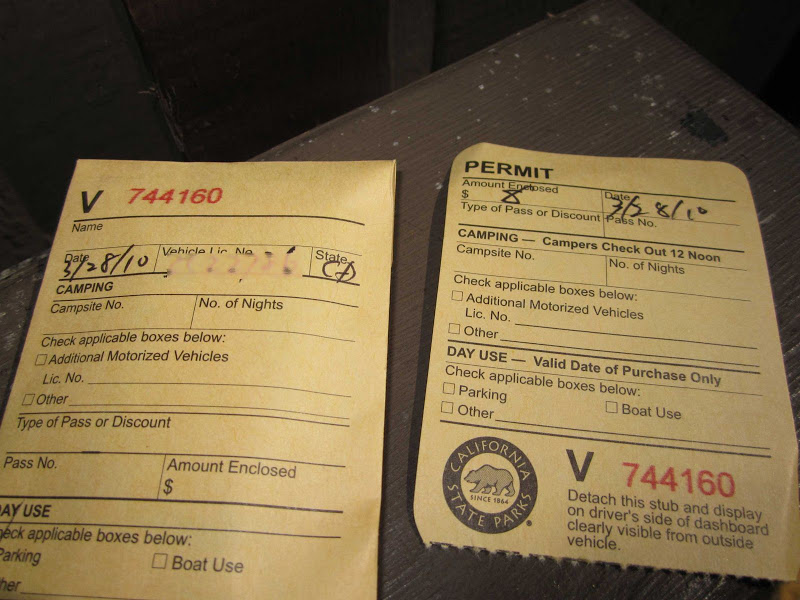 V 744160
Name
Date Vehicle Lic. No. State
3/28/10 CA
CAMPING
Campsite No. No. of Nights
Check applicable boxes below:
Additional Motorized Vehicles
Lic. No.
Other
Type of Pass or Discount
Pass No. Amount Enclosed
$
DAY USE
eck applicable boxes below:
Parking Boat Use
her
PERMIT
Amount Enclosed Date
$ 8 3/28/10
Type of Pass or Discount Pass No.
CAMPING — Campers Check Out 12 Noon
Campsite No. No. of Nights
Check applicable boxes below:
Additional Motorized Vehicles
Lic. No.
Other
DAY USE — Valid Date of Purchase Only
Check applicable boxes below:
Parking Boat Use
Other
CALIFORNIA
SINCE 1864
STATE PARKS
V 744160
Detach this stub and display
on driver's side of dashboard
clearly visible from outside
vehicle.